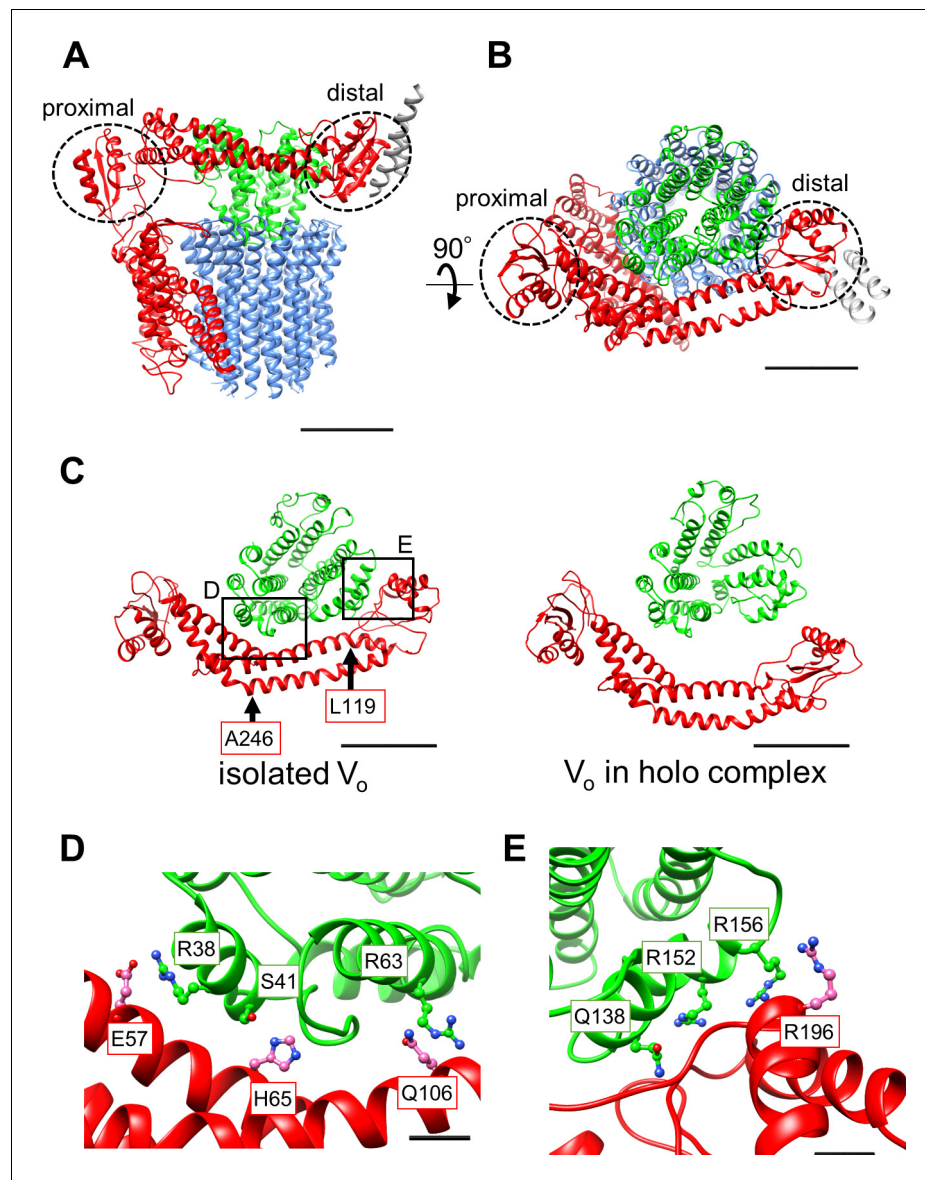 A
proximal
distal
B
proximal
distal
90°
C
D
E
L119
A246
isolated Vo
Vo in holo complex
D
R38
S41
R63
E57
H65
Q106
E
R156
R152
Q138
R196